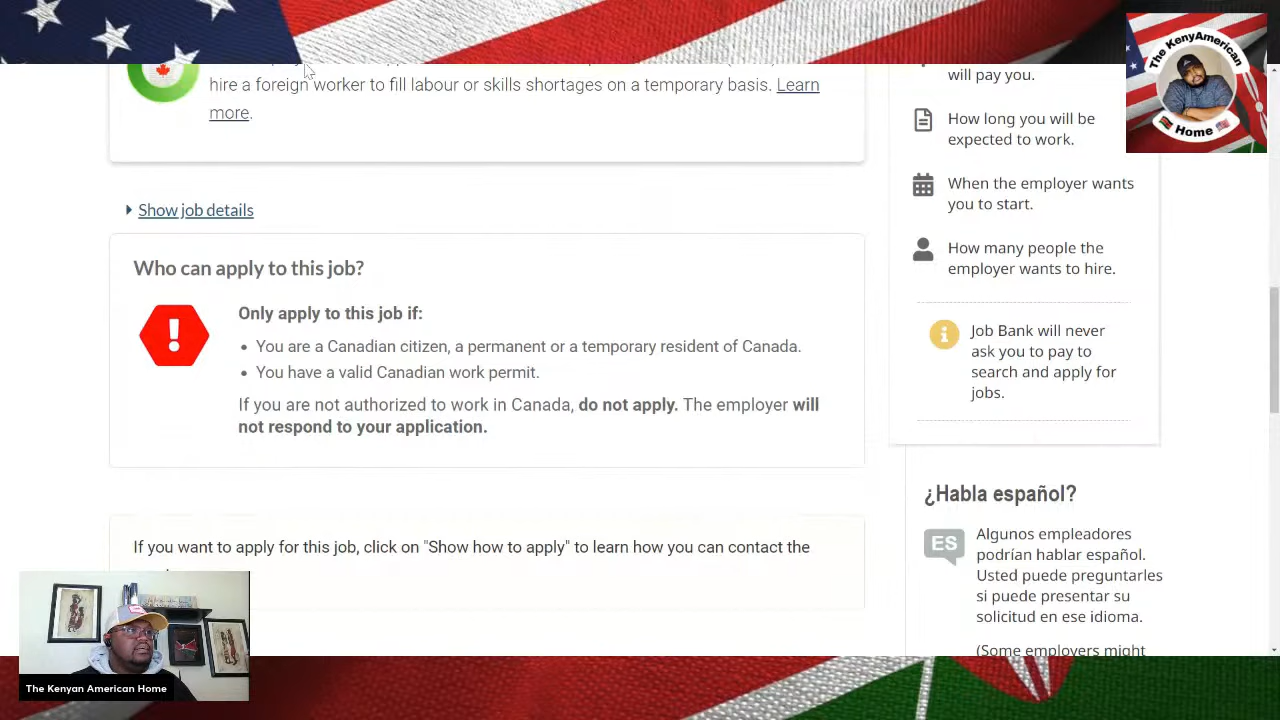 hire a foreign worker to fill labour or skills shortages on a temporary basis. Learn
more.
Show job details
Who can apply to this job?
Only apply to this job if:
• You are a Canadian citizen, a permanent or a temporary resident of Canada.
• You have a valid Canadian work permit.
If you are not authorized to work in Canada, do not apply. The employer will
not respond to your application.
If you want to apply for this job, click on "Show how to apply" to learn how you can contact the
will pay you.
How long you will be
expected to work.
When the employer wants
you to start.
How many people the
employer wants to hire.
Job Bank will never
ask you to pay to
search and apply for
jobs.
¿Habla español?
ES
Algunos empleadores
podrían hablar español.
Usted puede preguntarles
si puede presentar su
solicitud en ese idioma.
(Some employers might
The KenyAmerican
Home
The Kenyan American Home